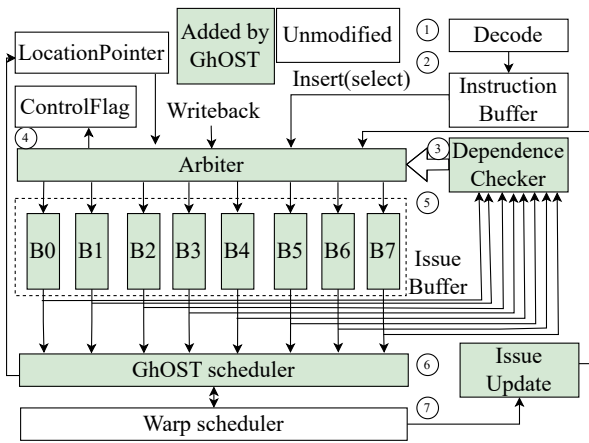 LocationPointer
Added by
GhOST
Unmodified
① Decode
②
Insert(select)
Instruction
Buffer
ControlFlag
Writeback
④
Arbiter
③
Dependence
Checker
⑤
B0 B1 B2 B3 B4 B5 B6 B7
Issue
Buffer
GhOST scheduler
⑥
Issue
Update
Warp scheduler
⑦